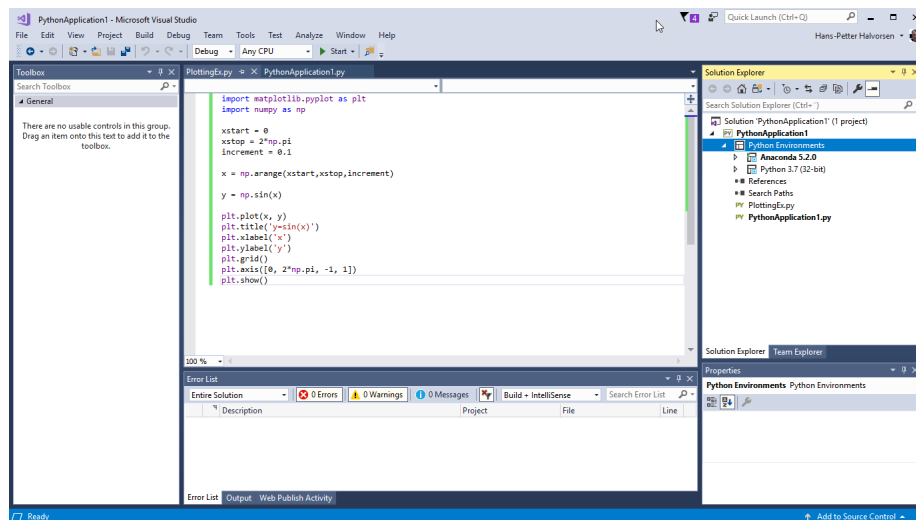 PythonApplication1 - Microsoft Visual Studio
4
Quick Launch (Ctrl+Q)
File Edit View Project Build Debug Team Tools Test Analyze Window Help
Hans-Petter Halvorsen
Debug Any CPU Start
Toolbox
Search Toolbox
General
There are no usable controls in this group.
Drag an item onto this text to add it to the
toolbox.
PlottingEx.py PythonApplication1.py
import matplotlib.pyplot as plt
import numpy as np
xstart = 0
xstop = 2*np.pi
increment = 0.1
x = np.arange(xstart,xstop,increment)
y = np.sin(x)
plt.plot(x, y)
plt.title('y=sin(x)')
plt.xlabel('x')
plt.ylabel('y')
plt.grid()
plt.axis([0, 2*np.pi, -1, 1])
plt.show()
100 %
Error List
Entire Solution 0 Errors 0 Warnings 0 Messages Build + IntelliSense Search Error List
Description Project File Line
Error List Output Web Publish Activity
Solution Explorer
Search Solution Explorer (Ctrl+¨)
Solution 'PythonApplication1' (1 project)
PY PythonApplication1
Python Environments
Anaconda 5.2.0
Python 3.7 (32-bit)
References
Search Paths
PY PlottingEx.py
PY PythonApplication1.py
Solution Explorer Team Explorer
Properties
Python Environments Python Environments
Ready
Add to Source Control